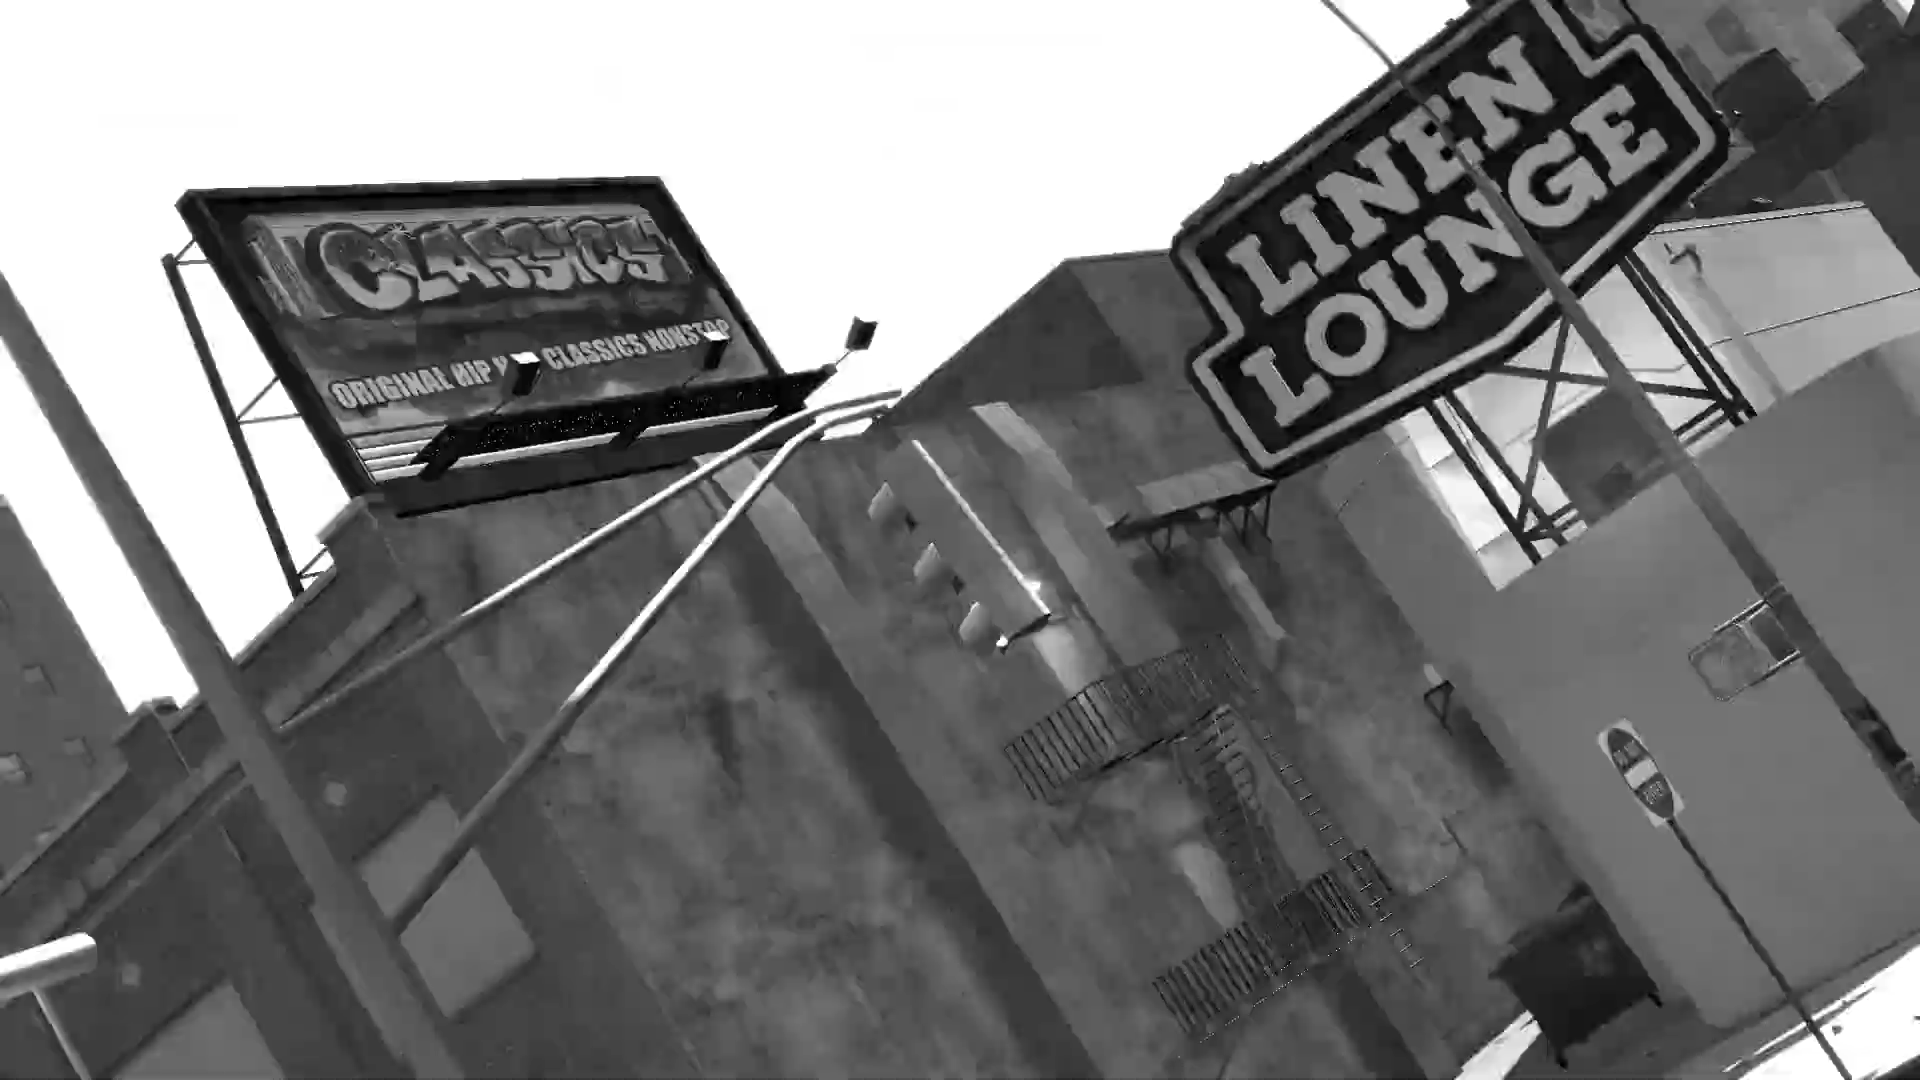 CLASSICS
ORIGINAL HIP CLASSICS NONSTOP
LINEN
LOUNGE